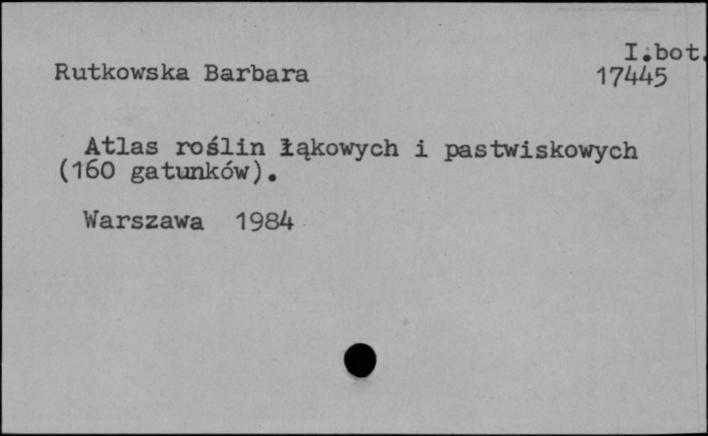 I.bot.
Rutkowska Barbara
17445
Atlas roślin łąkowych i pastwiskowych
(160 gatunków).
Warszawa 1984